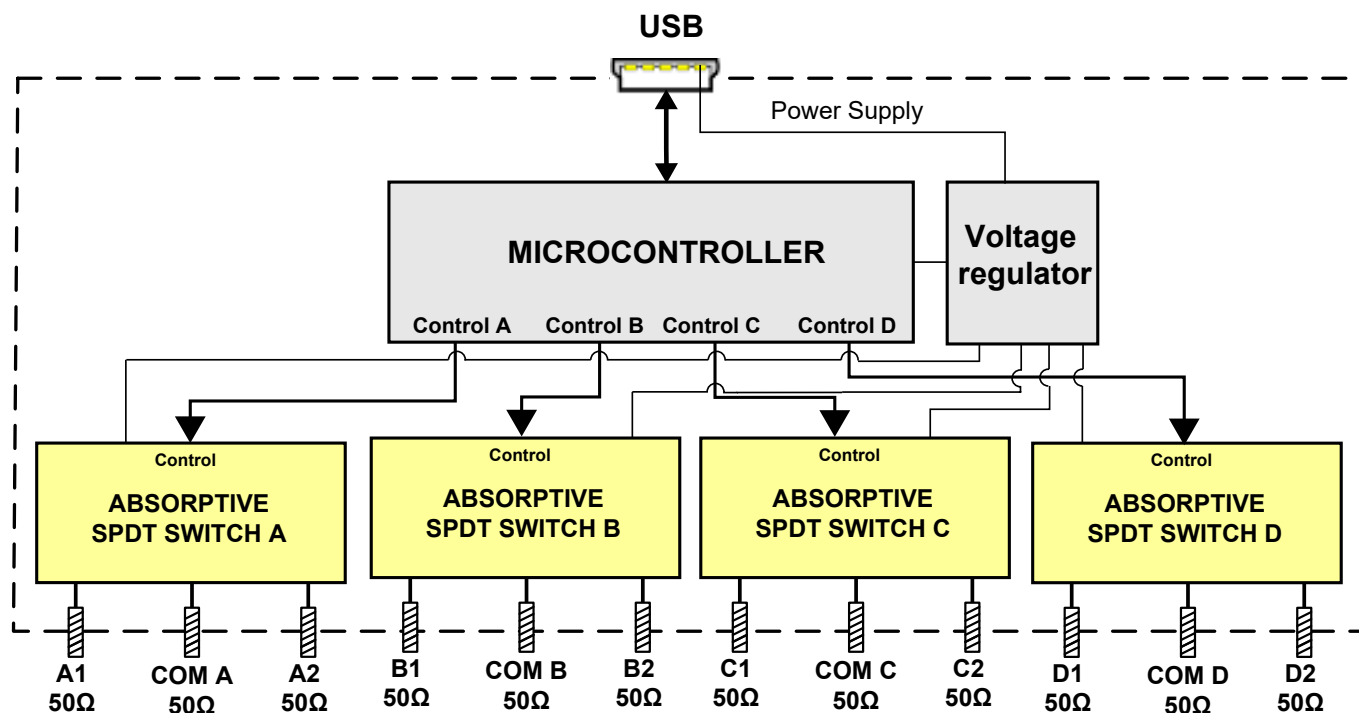 USB
Power Supply
MICROCONTROLLER
Voltage
regulator
Control A
Control B
Control C
Control D
Control
ABSORPTIVE
SPDT SWITCH A
Control
ABSORPTIVE
SPDT SWITCH B
Control
ABSORPTIVE
SPDT SWITCH C
Control
ABSORPTIVE
SPDT SWITCH D
A1
50Ω
COM A
50Ω
A2
50Ω
B1
50Ω
COM B
50Ω
B2
50Ω
C1
50Ω
COM C
50Ω
C2
50Ω
D1
50Ω
COM D
50Ω
D2
50Ω